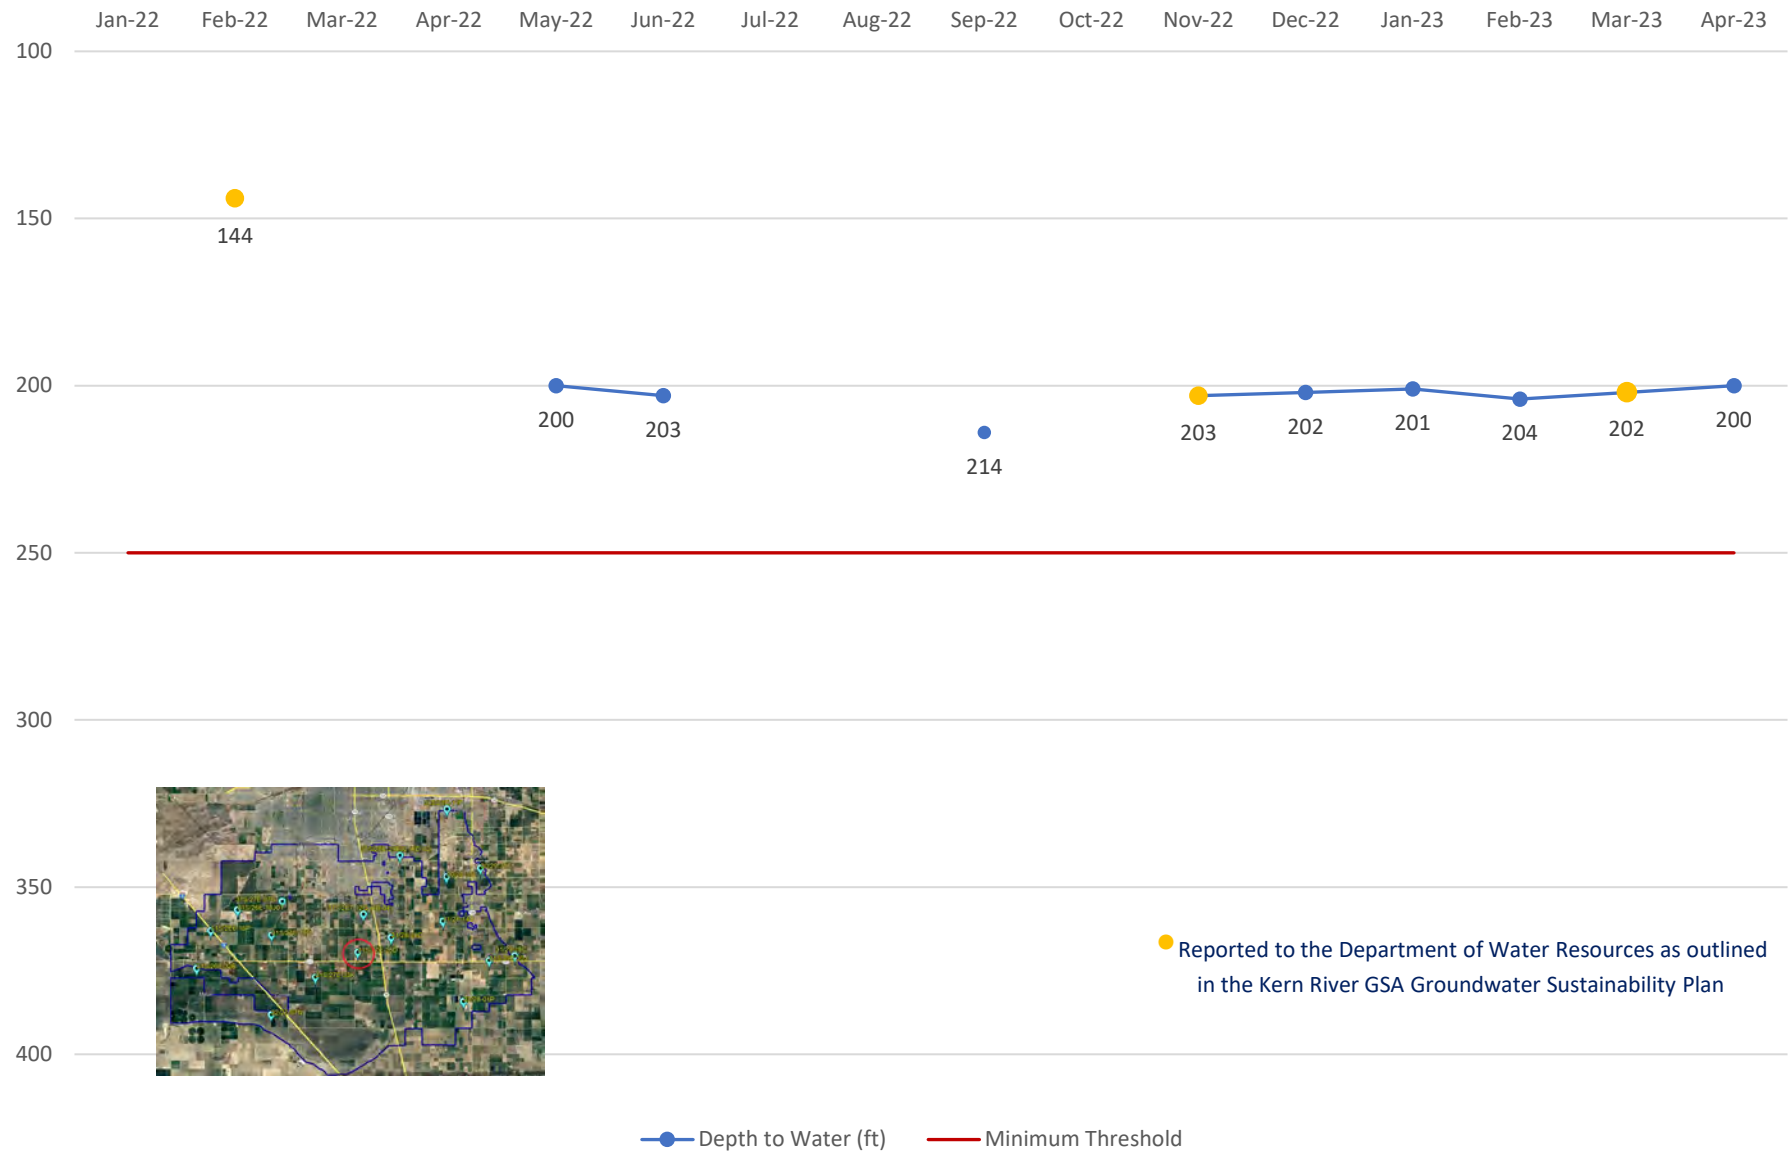 Jan-22 Feb-22 Mar-22 Apr-22 May-22 Jun-22 Jul-22 Aug-22 Sep-22 Oct-22 Nov-22 Dec-22 Jan-23 Feb-23 Mar-23 Apr-23
100
150
144
200
200 203 203 202 201 204 202 200
214
250
300
350
Reported to the Department of Water Resources as outlined
in the Kern River GSA Groundwater Sustainability Plan
400
Depth to Water (ft) Minimum Threshold